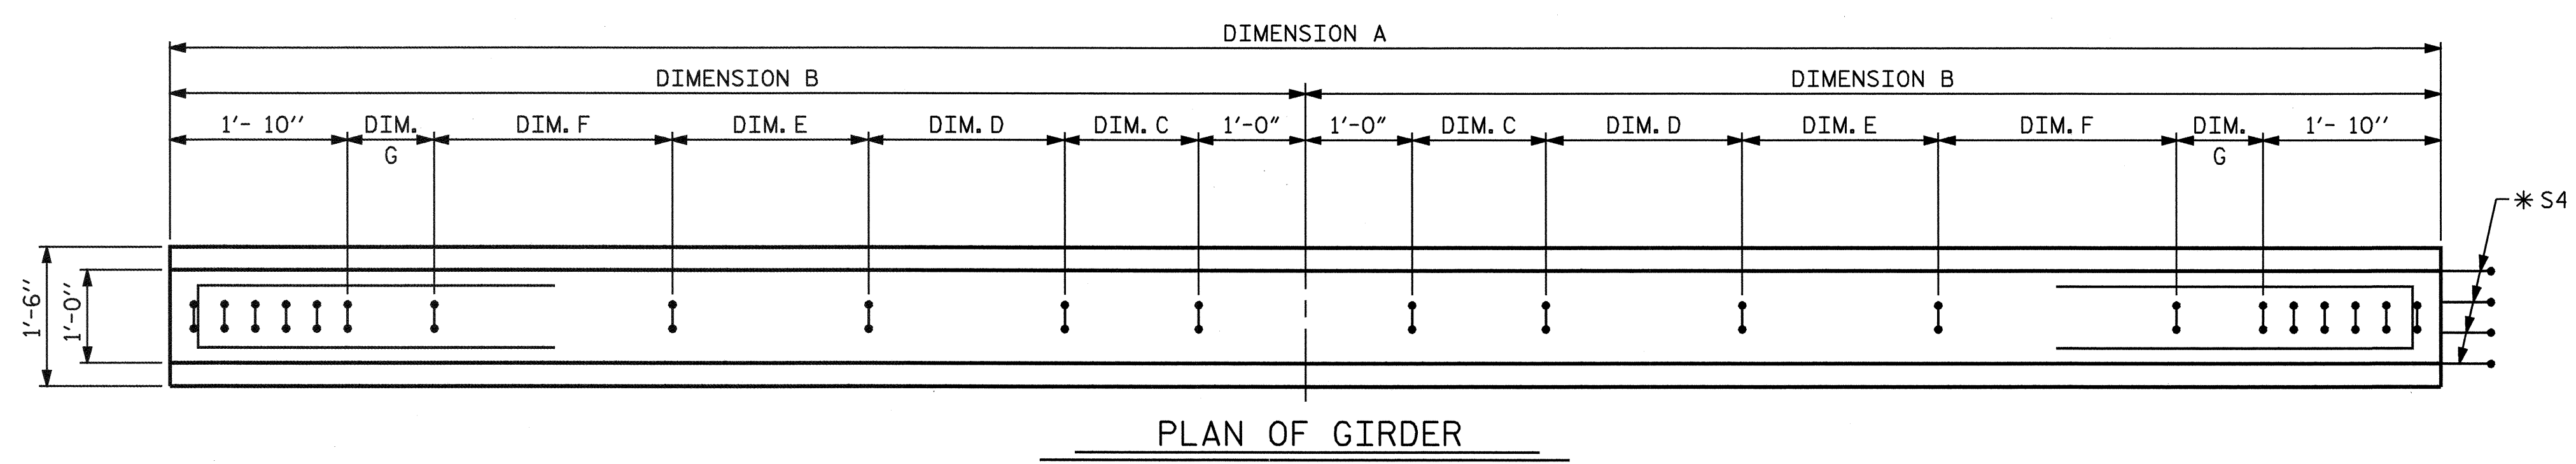 DIMENSION A
DIMENSION B DIMENSION B
1'- 10" DIM. G DIM. F DIM. E DIM. D DIM. C 1'-0" 1'-0" DIM. C DIM. D DIM. E DIM. F DIM. G 1'- 10"
✳ S4
1'-6"
1'-0"
PLAN OF GIRDER